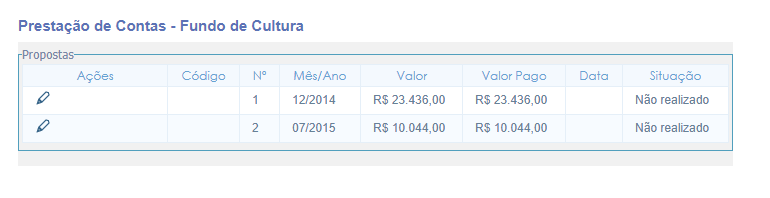 Prestação de Contas - Fundo de Cultura
Propostas
Ações Código Nº Mês/Ano Valor Valor Pago Data Situação
1 12/2014 R$ 23.436,00 R$ 23.436,00 Não realizado
2 07/2015 R$ 10.044,00 R$ 10.044,00 Não realizado